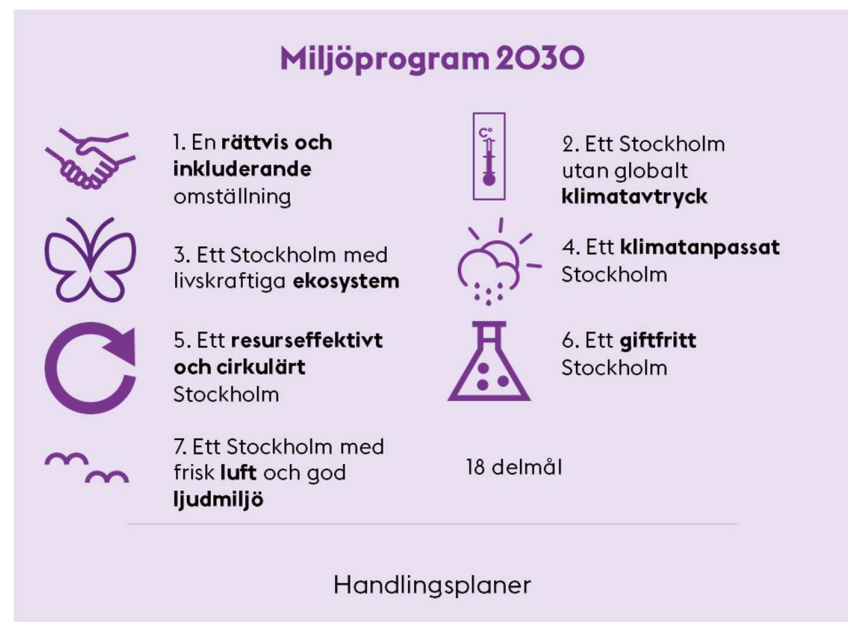 Miljöprogram 2030
1. En rättvis och
inkluderande
omställning
2. Ett Stockholm
utan globalt
klimatavtryck
3. Ett Stockholm med
livskraftiga ekosystem
4. Ett klimatanpassat
Stockholm
5. Ett resurseffektivt
och cirkulärt
Stockholm
6. Ett giftfritt
Stockholm
7. Ett Stockholm med
frisk luft och god
ljudmiljö
18 delmål
Handlingsplaner
C°